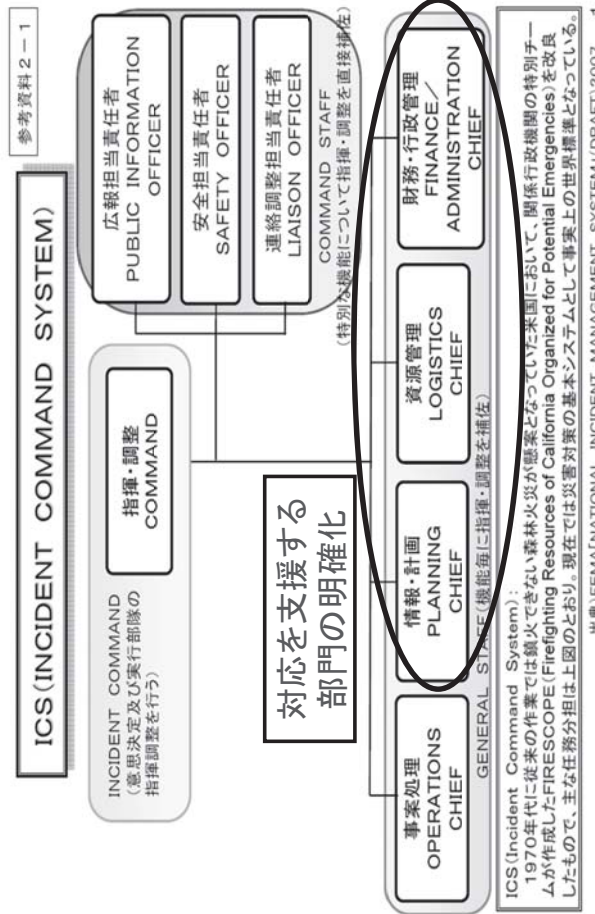 参考資料2－1
ICS(INCIDENT COMMAND SYSTEM)
INCIDENT COMMAND
(意思決定及び実行部隊の
指揮調整を行う)
指揮・調整
COMMAND
広報担当責任者
PUBLIC INFORMATION
OFFICER
安全担当責任者
SAFETY OFFICER
連絡調整担当責任者
LIAISON OFFICER
COMMAND STAFF
(特別な機能について指揮・調整を直接補佐)
対応を支援する
部門の明確化
事案処理
OPERATIONS
CHIEF
情報・計画
PLANNING
CHIEF
資源管理
LOGISTICS
CHIEF
財務・行政管理
FINANCE/
ADMINISTRATION
CHIEF
GENERAL STAFF(機能毎に指揮・調整を補佐)
ICS(Incident Command System):
1970年代に従来の作業では鎮火できない森林火災が懸案となっていた米国において、関係行政機関の特別チー
ムが作成したFIRESCOPE(Firefighting Resources of California Organized for Potential Emergencies)を改良
したもので、主な任務分担は上図のとおり。現在では災害対策の基本システムとして事実上の世界標準となっている。
出典)FEMA「NATIONAL INCIDENT MANAGEMENT SYSTEM」(DRAFT)2007